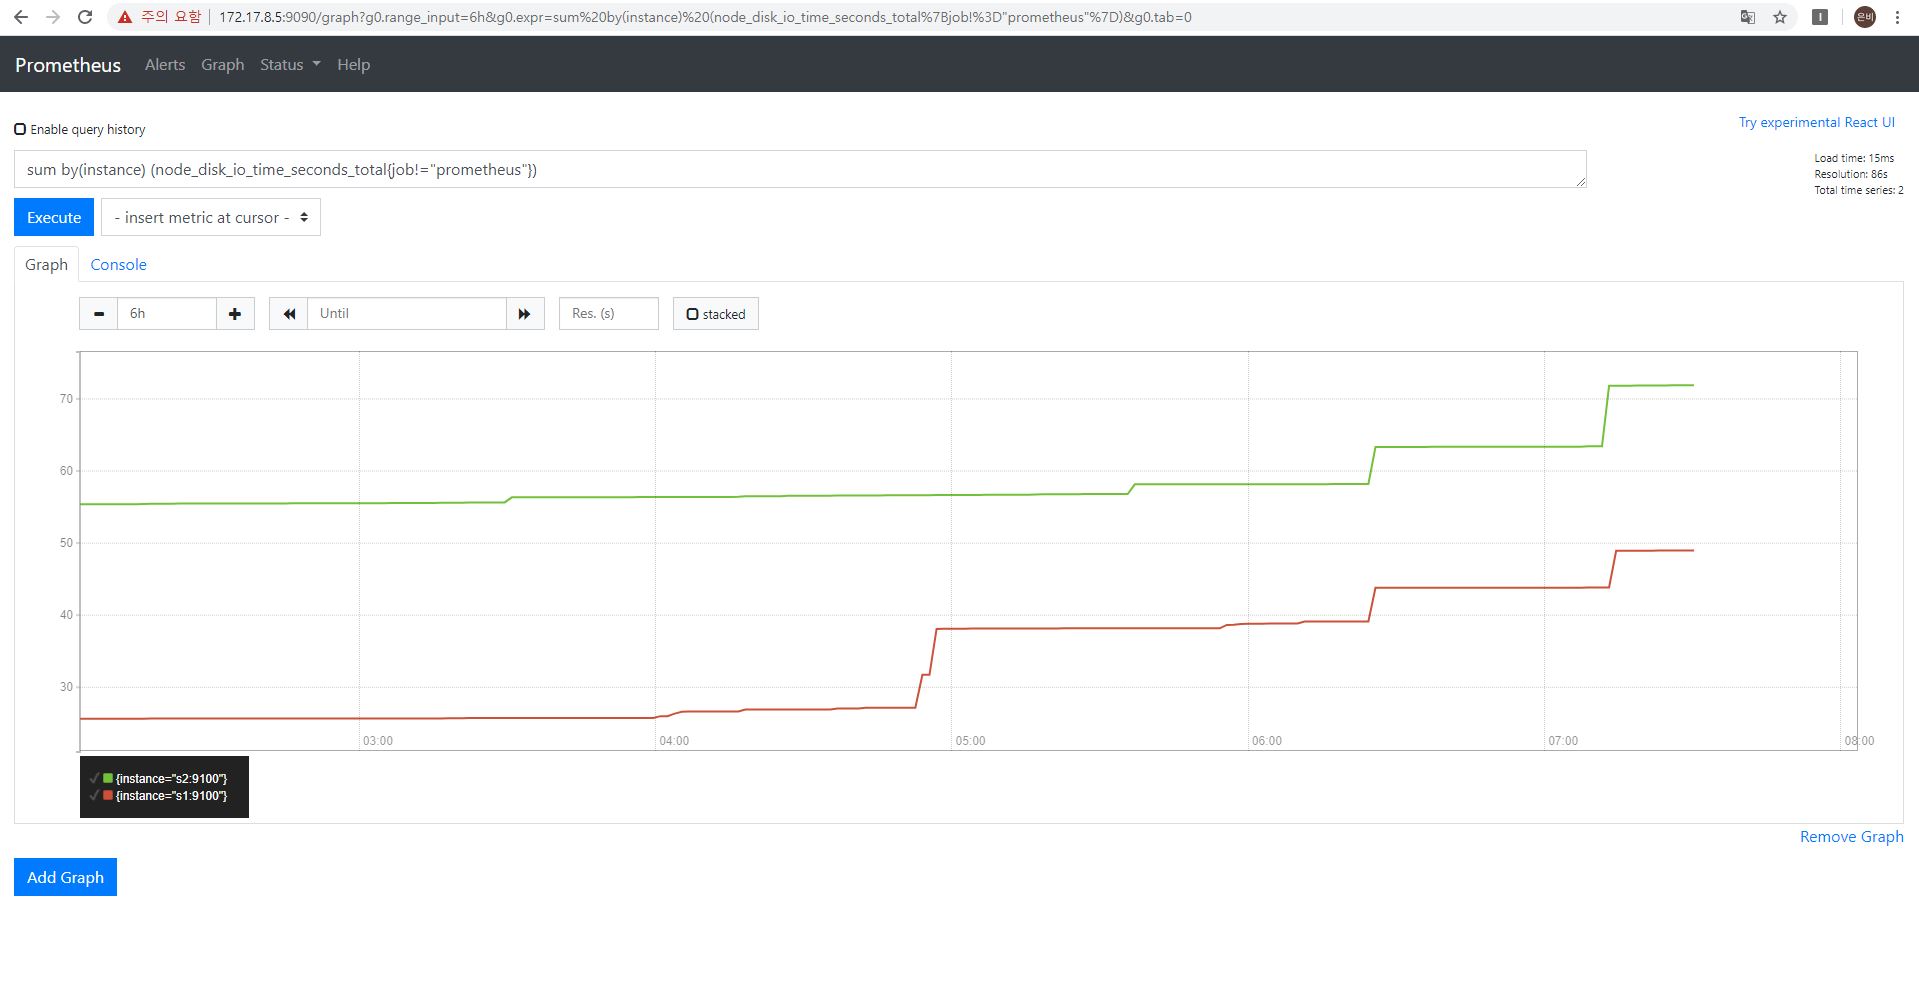 주의 요함 172.17.8.5:9090/graph?g0.range_input=6h&g0.expr=sum%20by(instance)%20(node_disk_io_time_seconds_total%7Bjob!%3D"prometheus"%7D)&g0.tab=0
은비
Prometheus Alerts Graph Status Help
Enable query history
Try experimental React UI
sum by(instance) (node_disk_io_time_seconds_total{job!="prometheus"})
Load time: 15ms
Resolution: 86s
Total time series: 2
Execute - insert metric at cursor -
Graph Console
6h Until Res. (s) stacked
70
60
50
40
30
03:00 04:00 05:00 06:00 07:00 08:00
{instance="s2:9100"}
{instance="s1:9100"}
Remove Graph
Add Graph